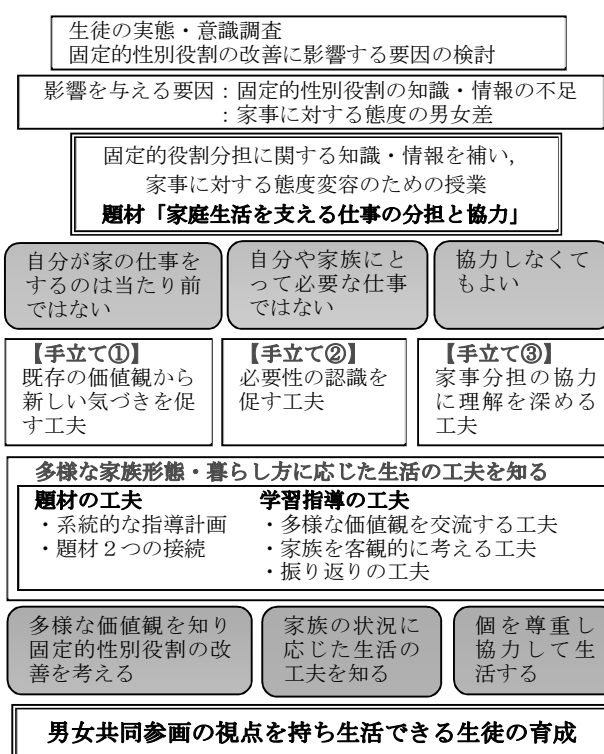 生徒の実態・意識調査
固定的性別役割の改善に影響する要因の検討
影響を与える要因：固定的性別役割の知識・情報の不足
：家事に対する態度の男女差
固定的役割分担に関する知識・情報を補い，
家事に対する態度変容のための授業
題材「家庭生活を支える仕事の分担と協力」
自分が家の仕事を
するのは当たり前
ではない
自分や家族にと
って必要な仕事
ではない
協力しなくて
もよい
【手立て①】
既存の価値観から
新しい気づきを促
す工夫
【手立て②】
必要性の認識を
促す工夫
【手立て③】
家事分担の協力
に理解を深める
工夫
多様な家族形態・暮らし方に応じた生活の工夫を知る
題材の工夫
・系統的な指導計画
・題材２つの接続
学習指導の工夫
・多様な価値観を交流する工夫
・家族を客観的に考える工夫
・振り返りの工夫
多様な価値観を知り
固定的性別役割の改
善を考える
家族の状況に
応じた生活の
工夫を知る
個を尊重し
協力して生
活する
男女共同参画の視点を持ち生活できる生徒の育成